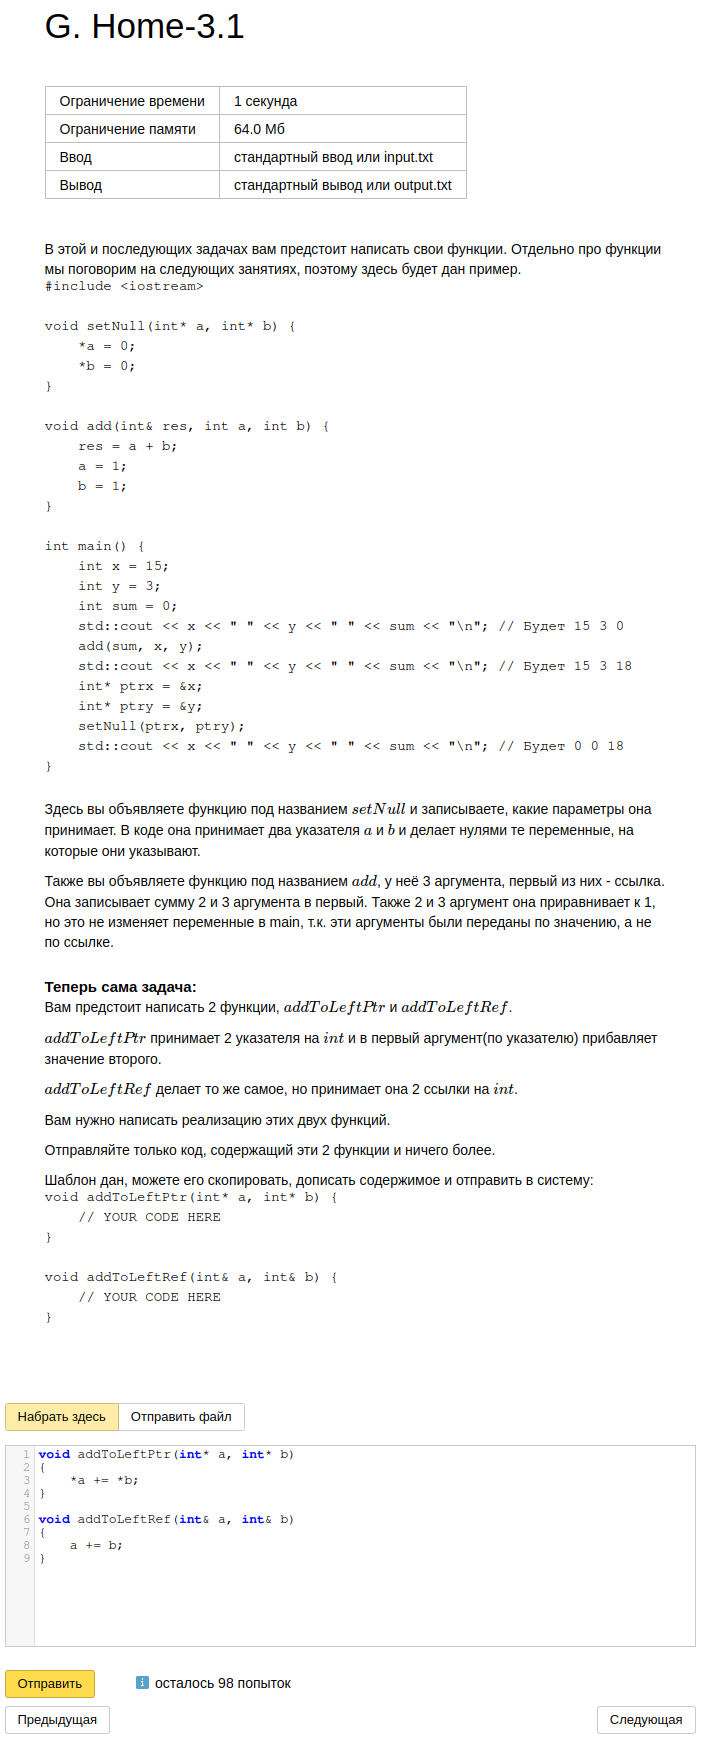 G. Home-3.1
Ограничение времени 1 секунда
Ограничение памяти 64.0 Мб
Ввод стандартный ввод или input.txt
Вывод стандартный вывод или output.txt
В этой и последующих задачах вам предстоит написать свои функции. Отдельно про функции
мы поговорим на следующих занятиях, поэтому здесь будет дан пример.
#include <iostream>
void setNull(int* a, int* b) {
    *a = 0;
    *b = 0;
}
void add(int& res, int a, int b) {
    res = a + b;
    a = 1;
    b = 1;
}
int main() {
    int x = 15;
    int y = 3;
    int sum = 0;
    std::cout << x << " " << y << " " << sum << "\n"; // Будет 15 3 0
    add(sum, x, y);
    std::cout << x << " " << y << " " << sum << "\n"; // Будет 15 3 18
    int* ptrx = &x;
    int* ptry = &y;
    setNull(ptrx, ptry);
    std::cout << x << " " << y << " " << sum << "\n"; // Будет 0 0 18
}
Здесь вы объявляете функцию под названием setNull и записываете, какие параметры она
принимает. В коде она принимает два указателя a и b и делает нулями те переменные, на
которые они указывают.
Также вы объявляете функцию под названием add, у неё 3 аргумента, первый из них - ссылка.
Она записывает сумму 2 и 3 аргумента в первый. Также 2 и 3 аргумент она приравнивает к 1,
но это не изменяет переменные в main, т.к. эти аргументы были переданы по значению, а не
по ссылке.
Теперь сама задача:
Вам предстоит написать 2 функции, addToLeftPtr и addToLeftRef.
addToLeftPtr принимает 2 указателя на int и в первый аргумент(по указателю) прибавляет
значение второго.
addToLeftRef делает то же самое, но принимает она 2 ссылки на int.
Вам нужно написать реализацию этих двух функций.
Отправляйте только код, содержащий эти 2 функции и ничего более.
Шаблон дан, можете его скопировать, дописать содержимое и отправить в систему:
void addToLeftPtr(int* a, int* b) {
    // YOUR CODE HERE
}
void addToLeftRef(int& a, int& b) {
    // YOUR CODE HERE
}
Набрать здесь Отправить файл
1 void addToLeftPtr(int* a, int* b)
2 {
3     *a += *b;
4 }
5
6 void addToLeftRef(int& a, int& b)
7 {
8     a += b;
9 }
Отправить i осталось 98 попыток
Предыдущая Следующая